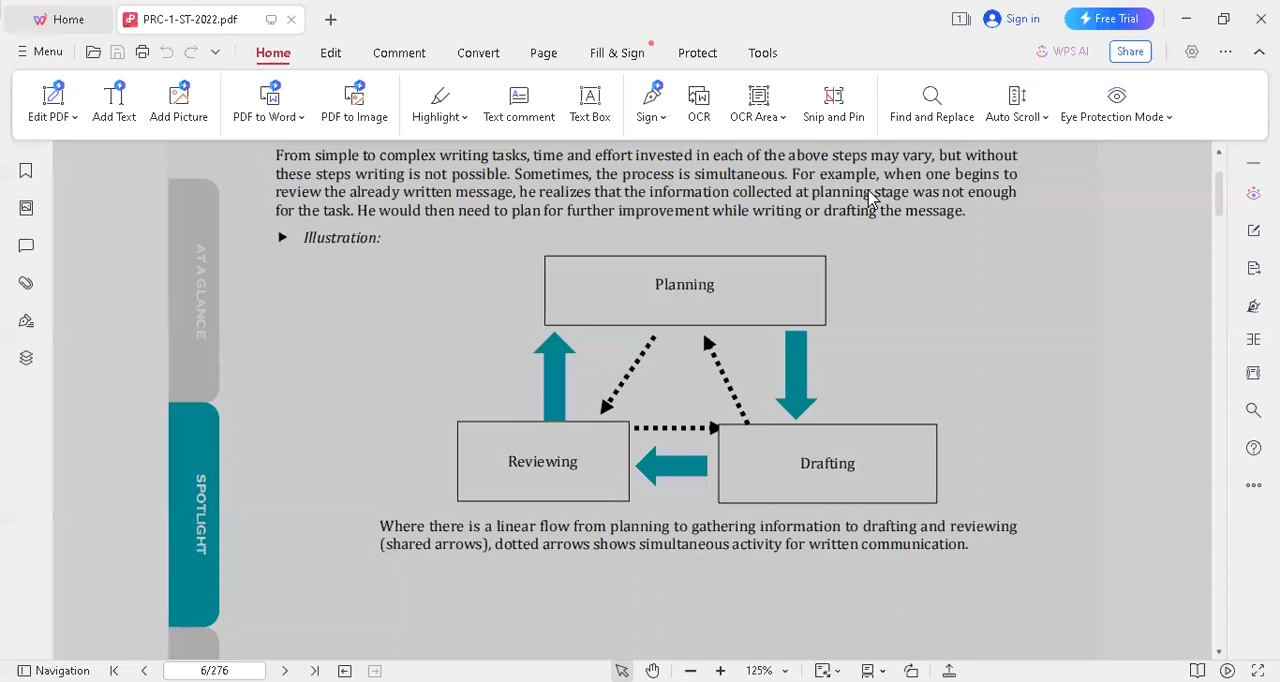 Home
PRC-1-ST-2022.pdf
Sign in
Free Trial
Menu
Home Edit Comment Convert Page Fill & Sign Protect Tools
WPS AI
Share
Edit PDF Add Text Add Picture PDF to Word PDF to Image Highlight Text comment Text Box Sign OCR OCR Area Snip and Pin Find and Replace Auto Scroll Eye Protection Mode
From simple to complex writing tasks, time and effort invested in each of the above steps may vary, but without
these steps writing is not possible. Sometimes, the process is simultaneous. For example, when one begins to
review the already written message, he realizes that the information collected at planning stage was not enough
for the task. He would then need to plan for further improvement while writing or drafting the message.
Illustration:
AT A GLANCE
Planning
Reviewing
Drafting
SPOTLIGHT
Where there is a linear flow from planning to gathering information to drafting and reviewing
(shared arrows), dotted arrows shows simultaneous activity for written communication.
Navigation
6/276
125%